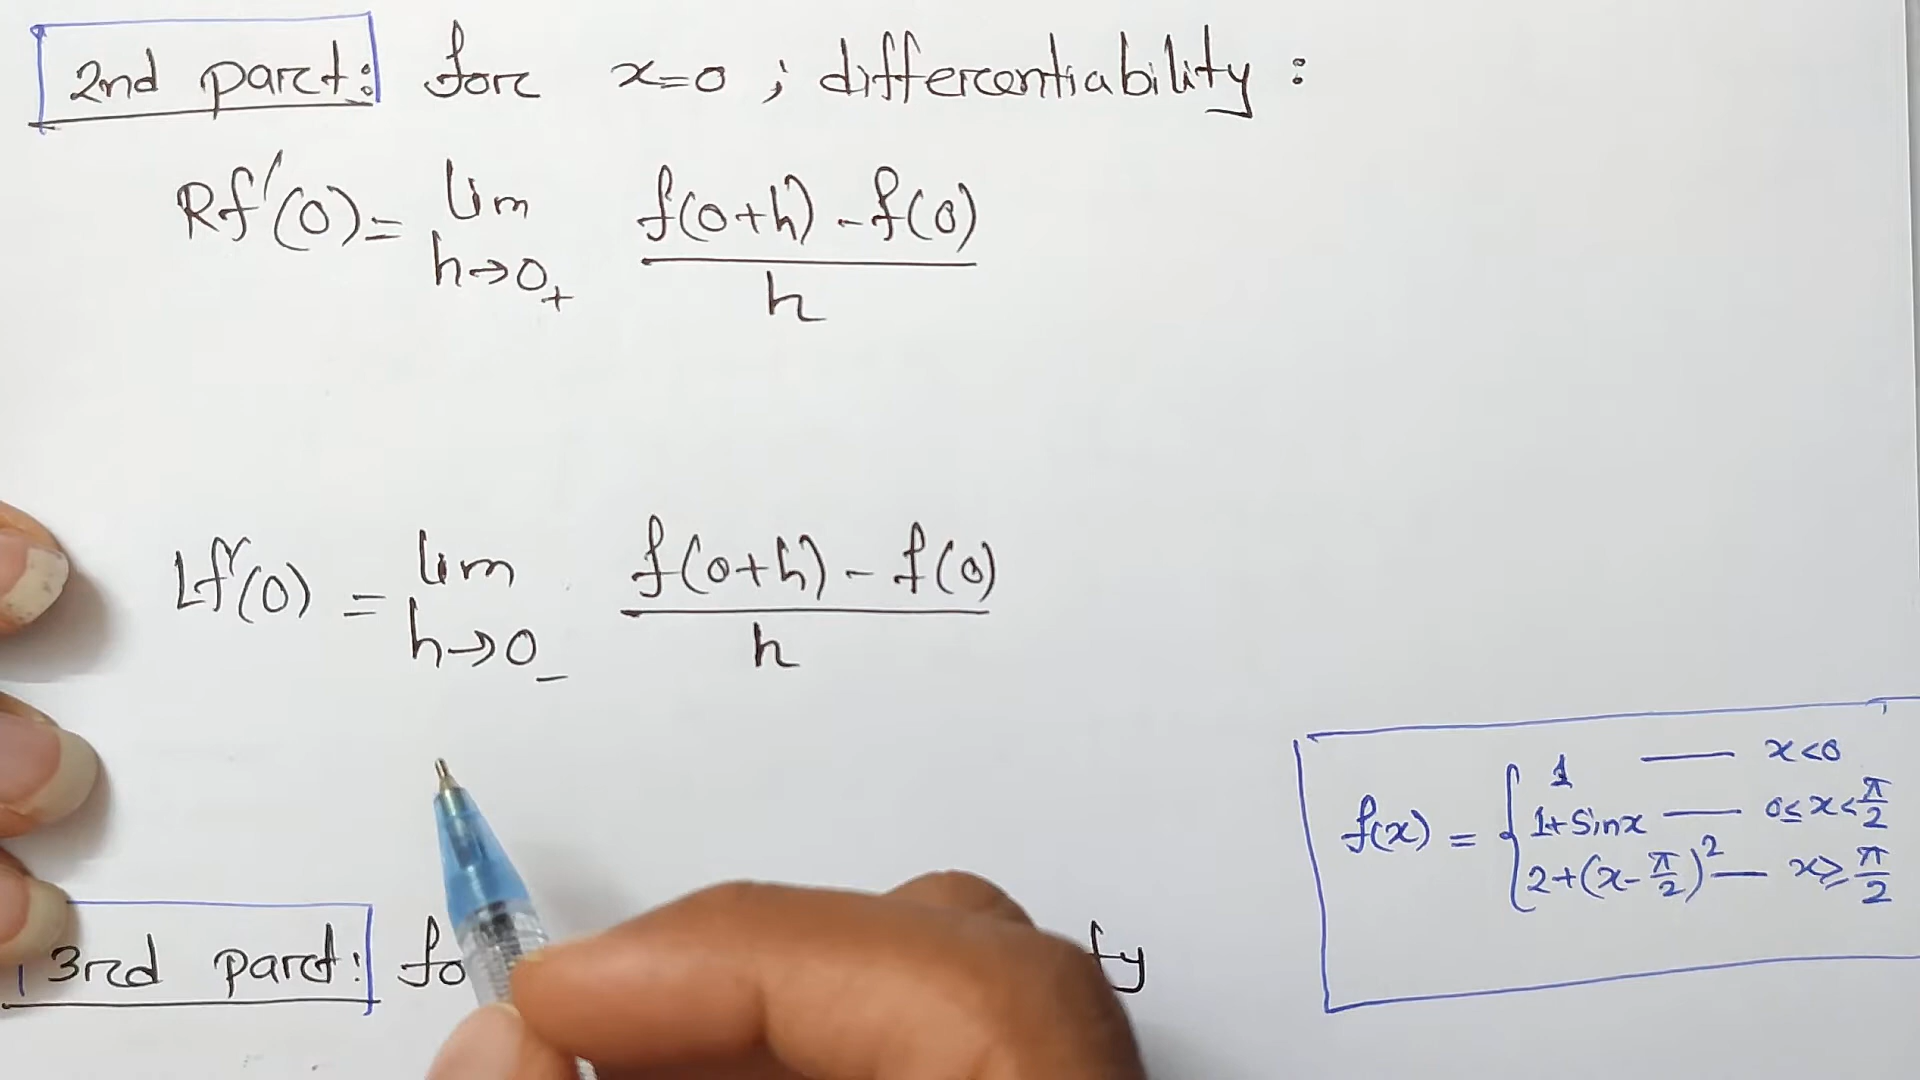 2nd part: for x=0 ; differentiability :
Rf'(0) = lim h→0+ f(0+h) - f(0) / h
Lf'(0) = lim h→0- f(0+h) - f(0) / h
f(x) = { 1 — x<0
1+Sinx — 0≤x<π/2
2+(x-π/2)² — x≥π/2
3rd part: